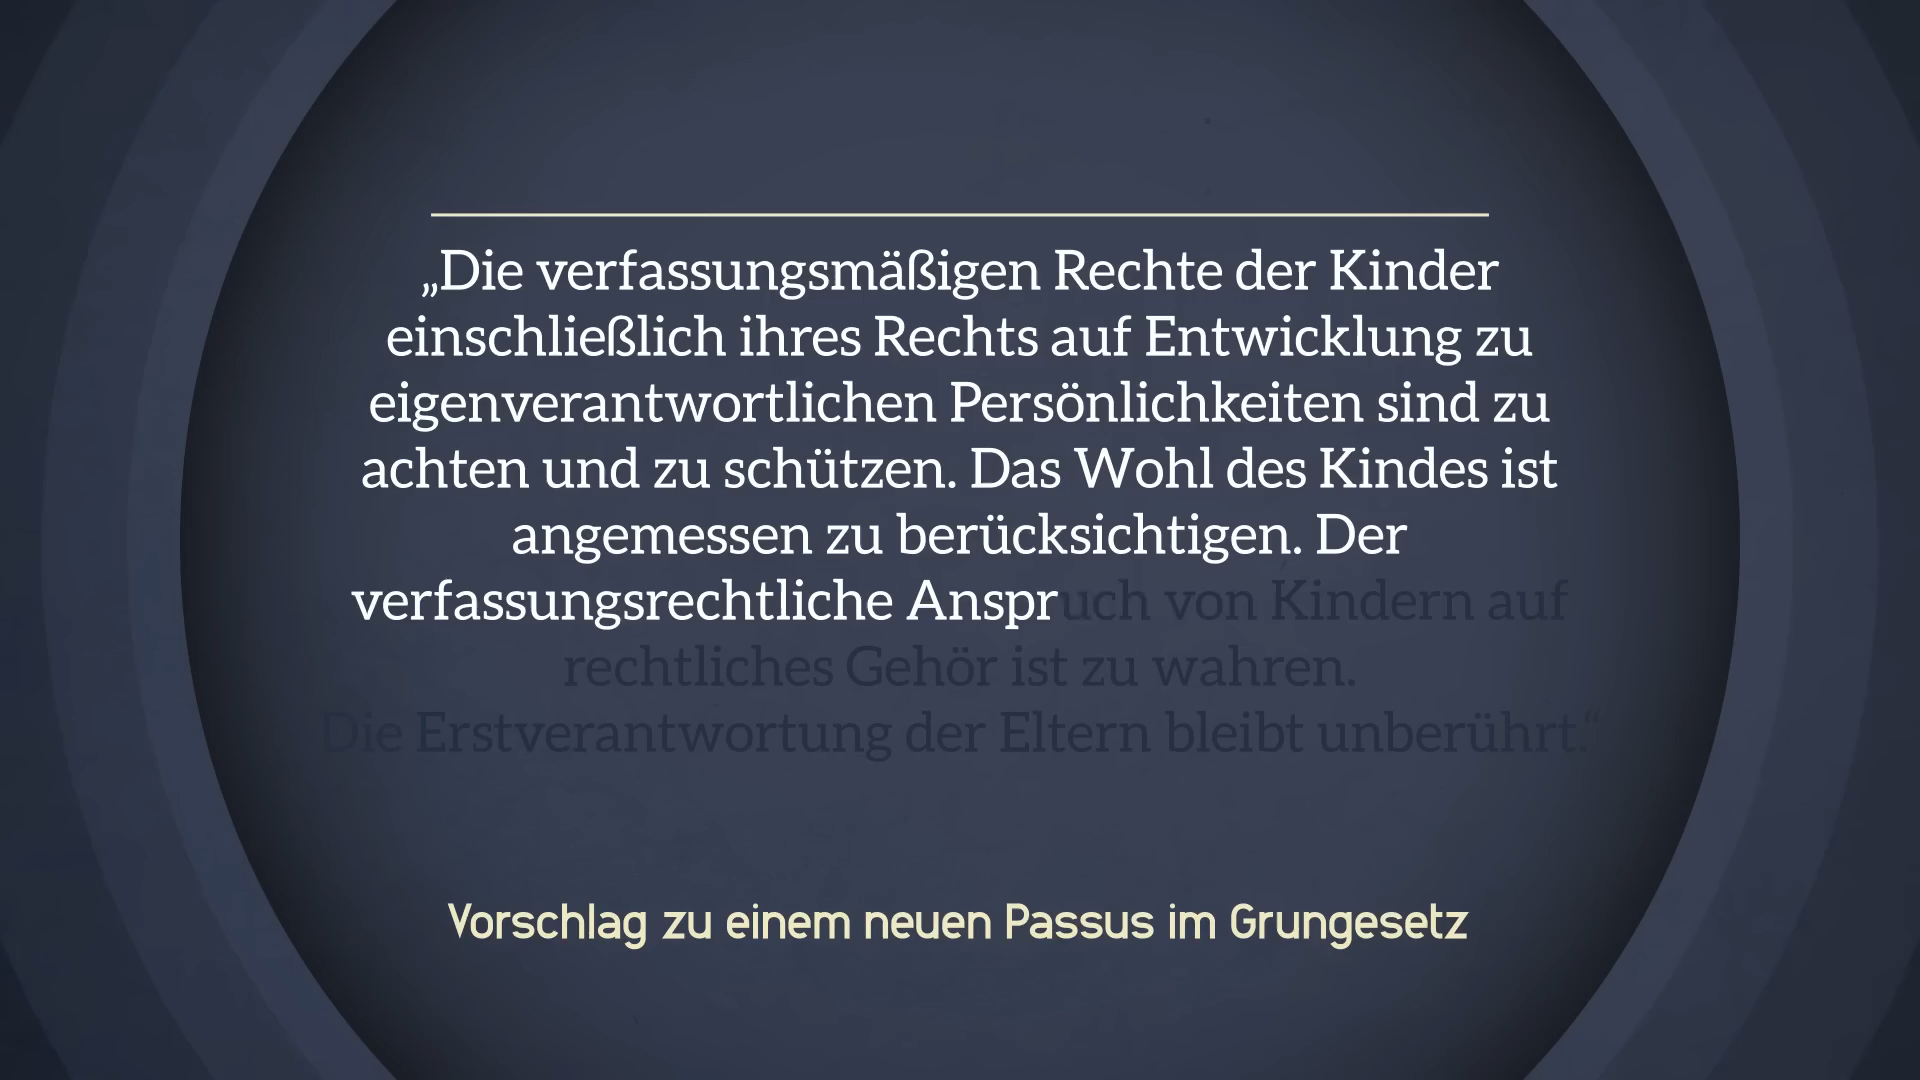 „Die verfassungsmäßigen Rechte der Kinder
einschließlich ihres Rechts auf Entwicklung zu
eigenverantwortlichen Persönlichkeiten sind zu
achten und zu schützen. Das Wohl des Kindes ist
angemessen zu berücksichtigen. Der
verfassungsrechtliche Anspruch von Kindern auf
rechtliches Gehör ist zu wahren.
Die Erstverantwortung der Eltern bleibt unberührt.“
Vorschlag zu einem neuen Passus im Grungesetz